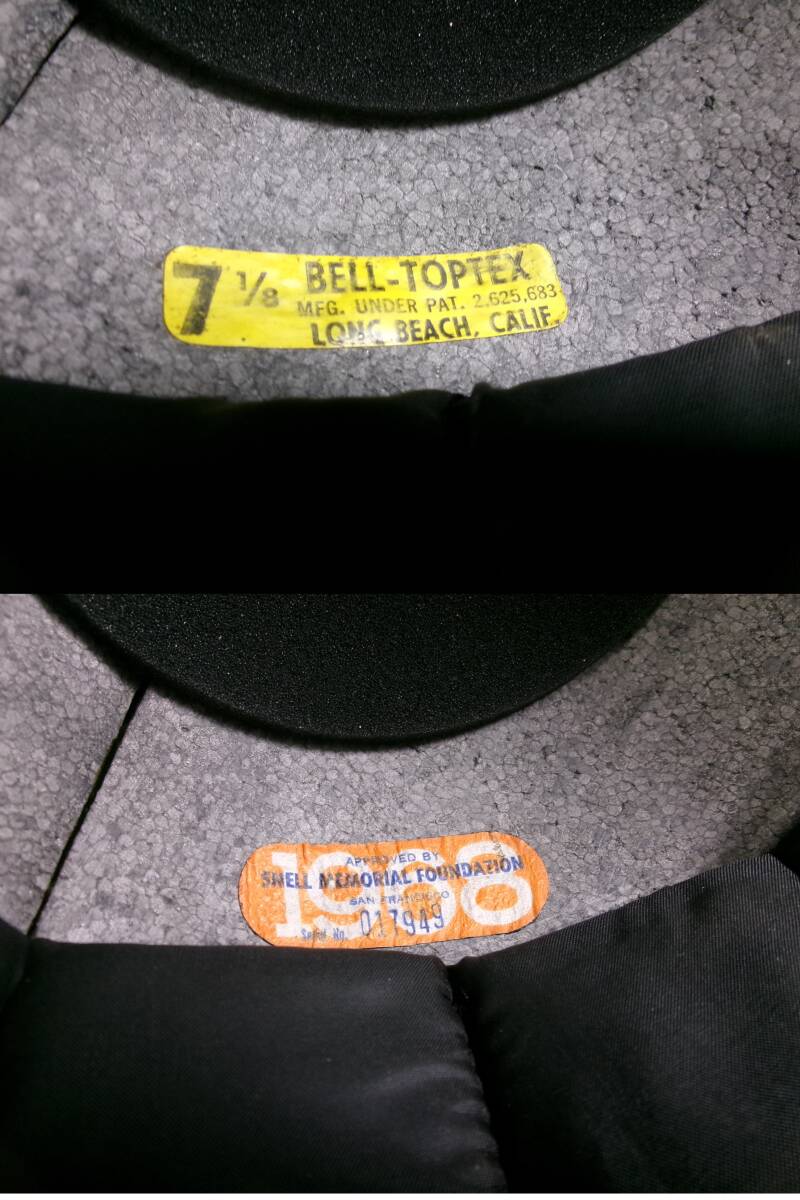 7 1/8
BELL-TOPTEX
MFG. UNDER PAT. 2,625,683
LONG BEACH, CALIF.
1968
APPROVED BY
SNELL MEMORIAL FOUNDATION
SAN FRANCISCO
Serial No. 017949